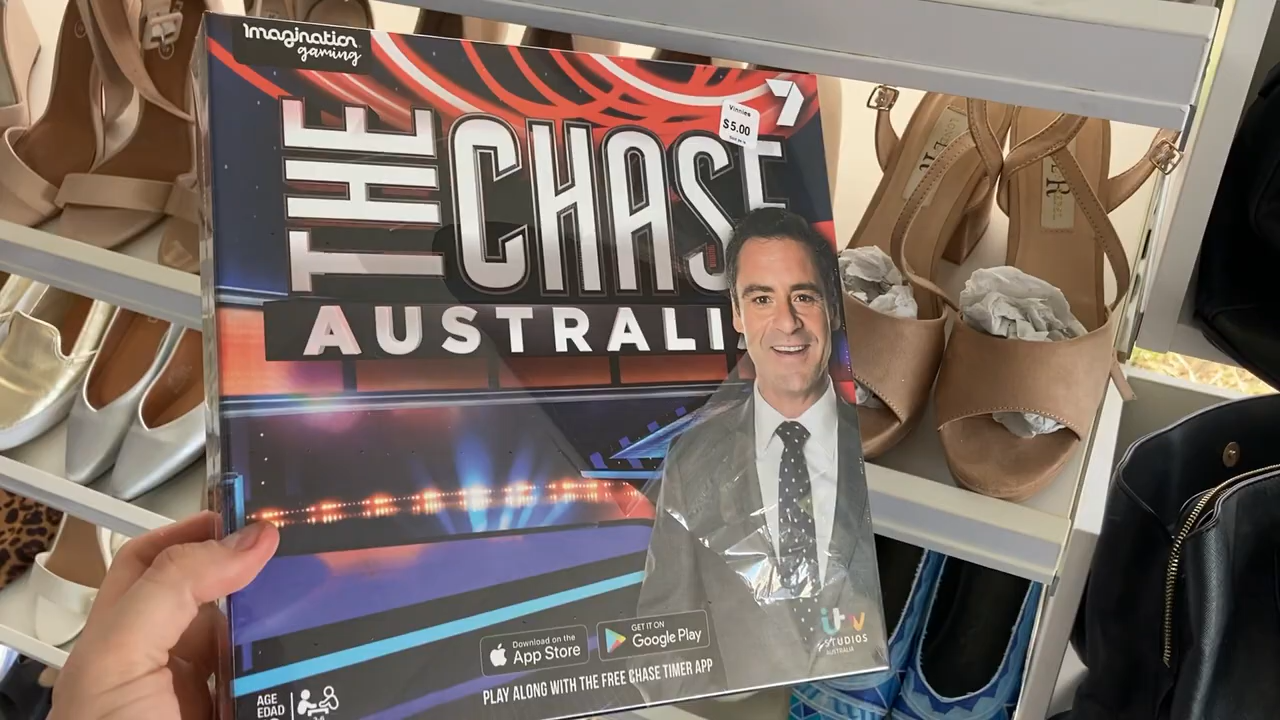 Imagination
gaming
7
Vinnies
$5.00
THE CHASE
AUSTRALIA
Download on the
App Store
GET IT ON
Google Play
PLAY ALONG WITH THE FREE CHASE TIMER APP
itv
STUDIOS
AUSTRALIA
AGE
EDAD